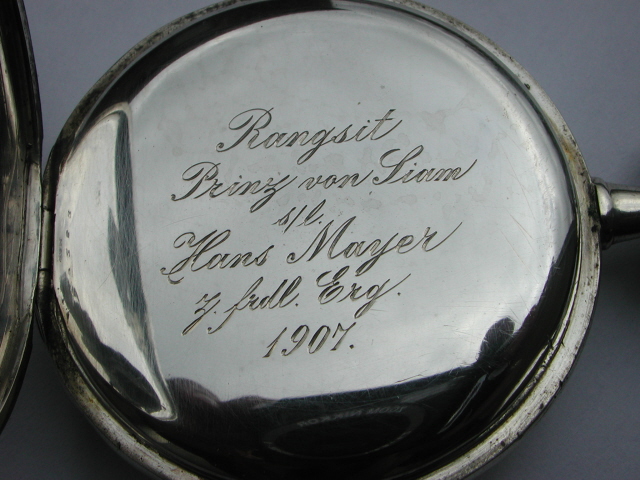 Rangsit
Prinz von Siam
s/l.
Hans Mayer
z. frdl. Erg.
1907.